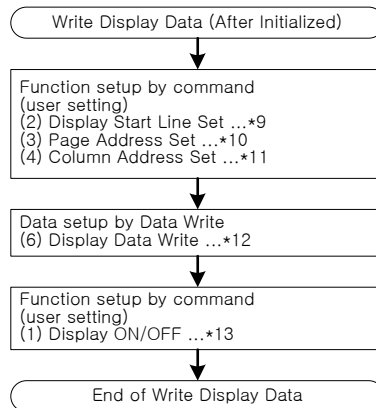 Write Display Data (After Initialized)
Function setup by command
(user setting)
(2) Display Start Line Set ...*9
(3) Page Address Set ...*10
(4) Column Address Set ...*11
Data setup by Data Write
(6) Display Data Write ...*12
Function setup by command
(user setting)
(1) Display ON/OFF ...*13
End of Write Display Data